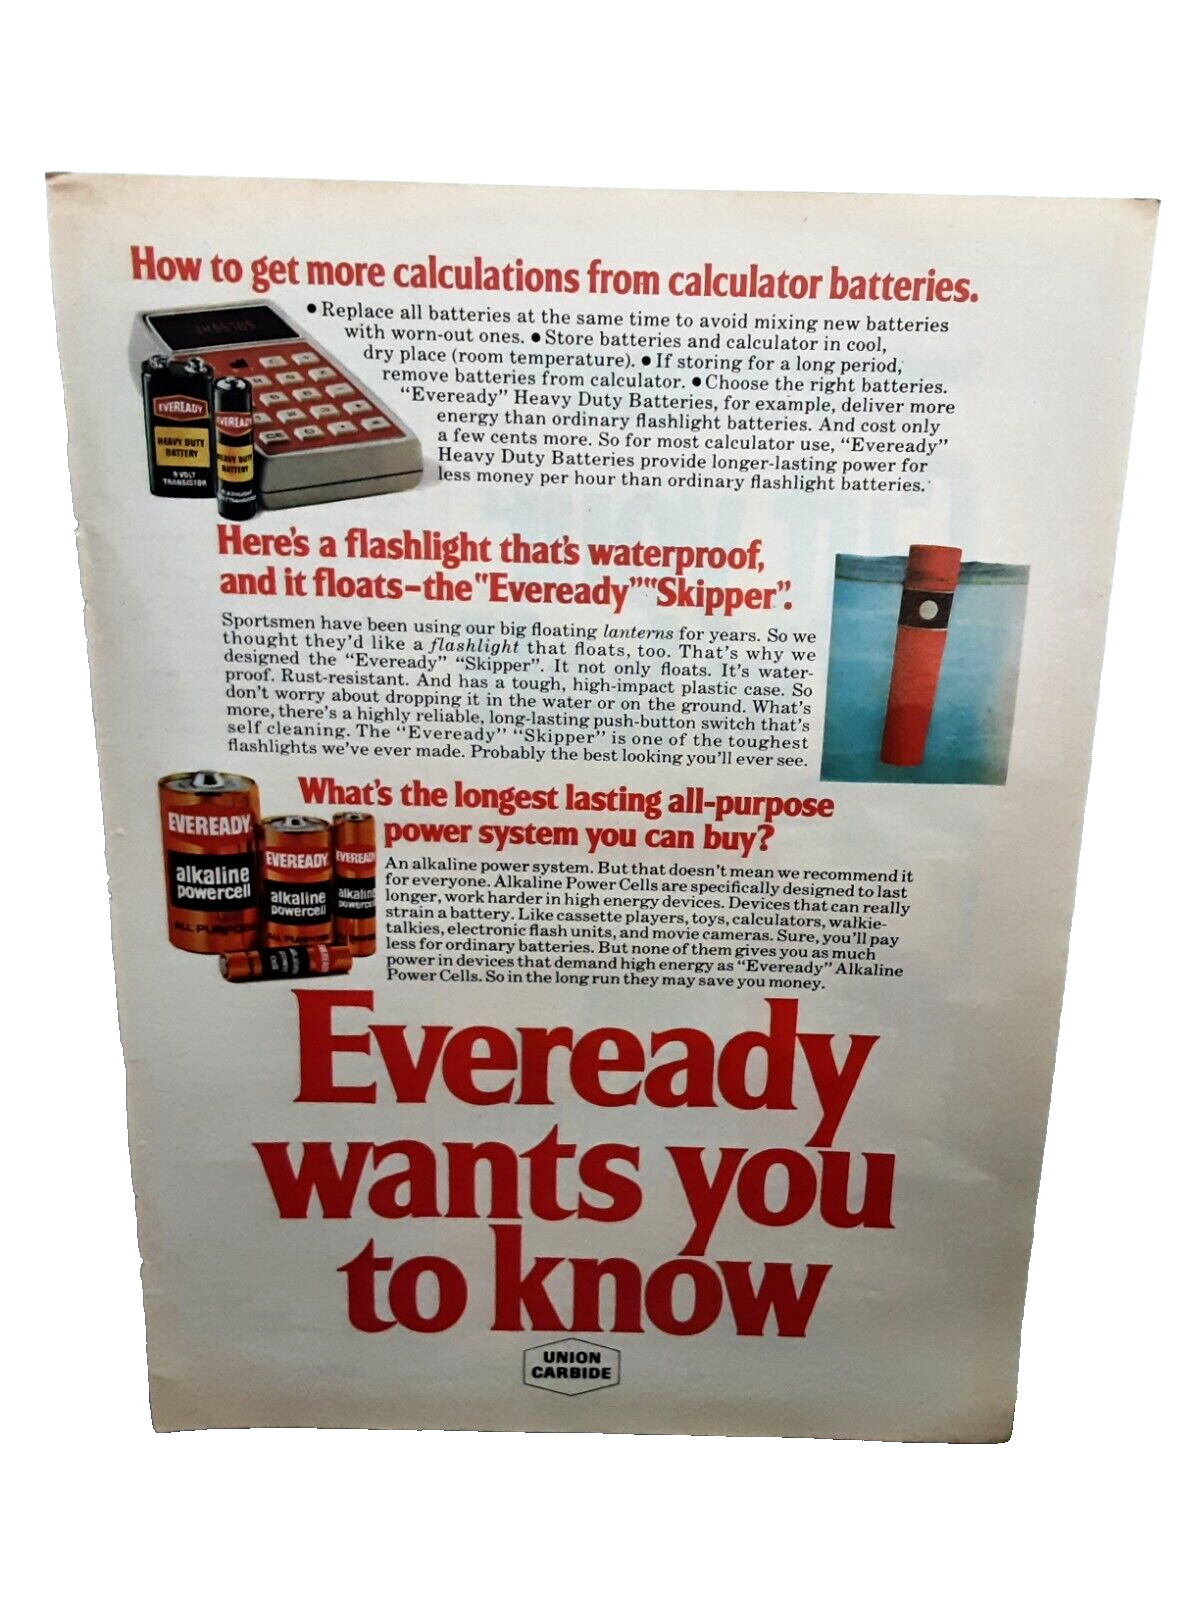 How to get more calculations from calculator batteries.
• Replace all batteries at the same time to avoid mixing new batteries
with worn-out ones. • Store batteries and calculator in cool,
dry place (room temperature). • If storing for a long period,
remove batteries from calculator. • Choose the right batteries.
"Eveready" Heavy Duty Batteries, for example, deliver more
energy than ordinary flashlight batteries. And cost only
a few cents more. So for most calculator use, "Eveready"
Heavy Duty Batteries provide longer-lasting power for
less money per hour than ordinary flashlight batteries.
EVEREADY
HEAVY DUTY
BATTERY
9 VOLT
TRANSISTOR
EVEREADY
HEAVY DUTY
BATTERY
Here's a flashlight that's waterproof,
and it floats–the "Eveready" "Skipper".
Sportsmen have been using our big floating lanterns for years. So we
thought they'd like a flashlight that floats, too. That's why we
designed the "Eveready" "Skipper". It not only floats. It's water-
proof. Rust-resistant. And has a tough, high-impact plastic case. So
don't worry about dropping it in the water or on the ground. What's
more, there's a highly reliable, long-lasting push-button switch that's
self cleaning. The "Eveready" "Skipper" is one of the toughest
flashlights we've ever made. Probably the best looking you'll ever see.
What's the longest lasting all-purpose
power system you can buy?
An alkaline power system. But that doesn't mean we recommend it
for everyone. Alkaline Power Cells are specifically designed to last
longer, work harder in high energy devices. Devices that can really
strain a battery. Like cassette players, toys, calculators, walkie-
talkies, electronic flash units, and movie cameras. Sure, you'll pay
less for ordinary batteries. But none of them gives you as much
power in devices that demand high energy as "Eveready" Alkaline
Power Cells. So in the long run they may save you money.
EVEREADY
alkaline
powercell
ALL PURPOSE
EVEREADY
alkaline
powercell
ALL PURPOSE
EVEREADY
alkaline
powercell
EVEREADY
alkaline
power
cell
Eveready
wants you
to know
UNION
CARBIDE